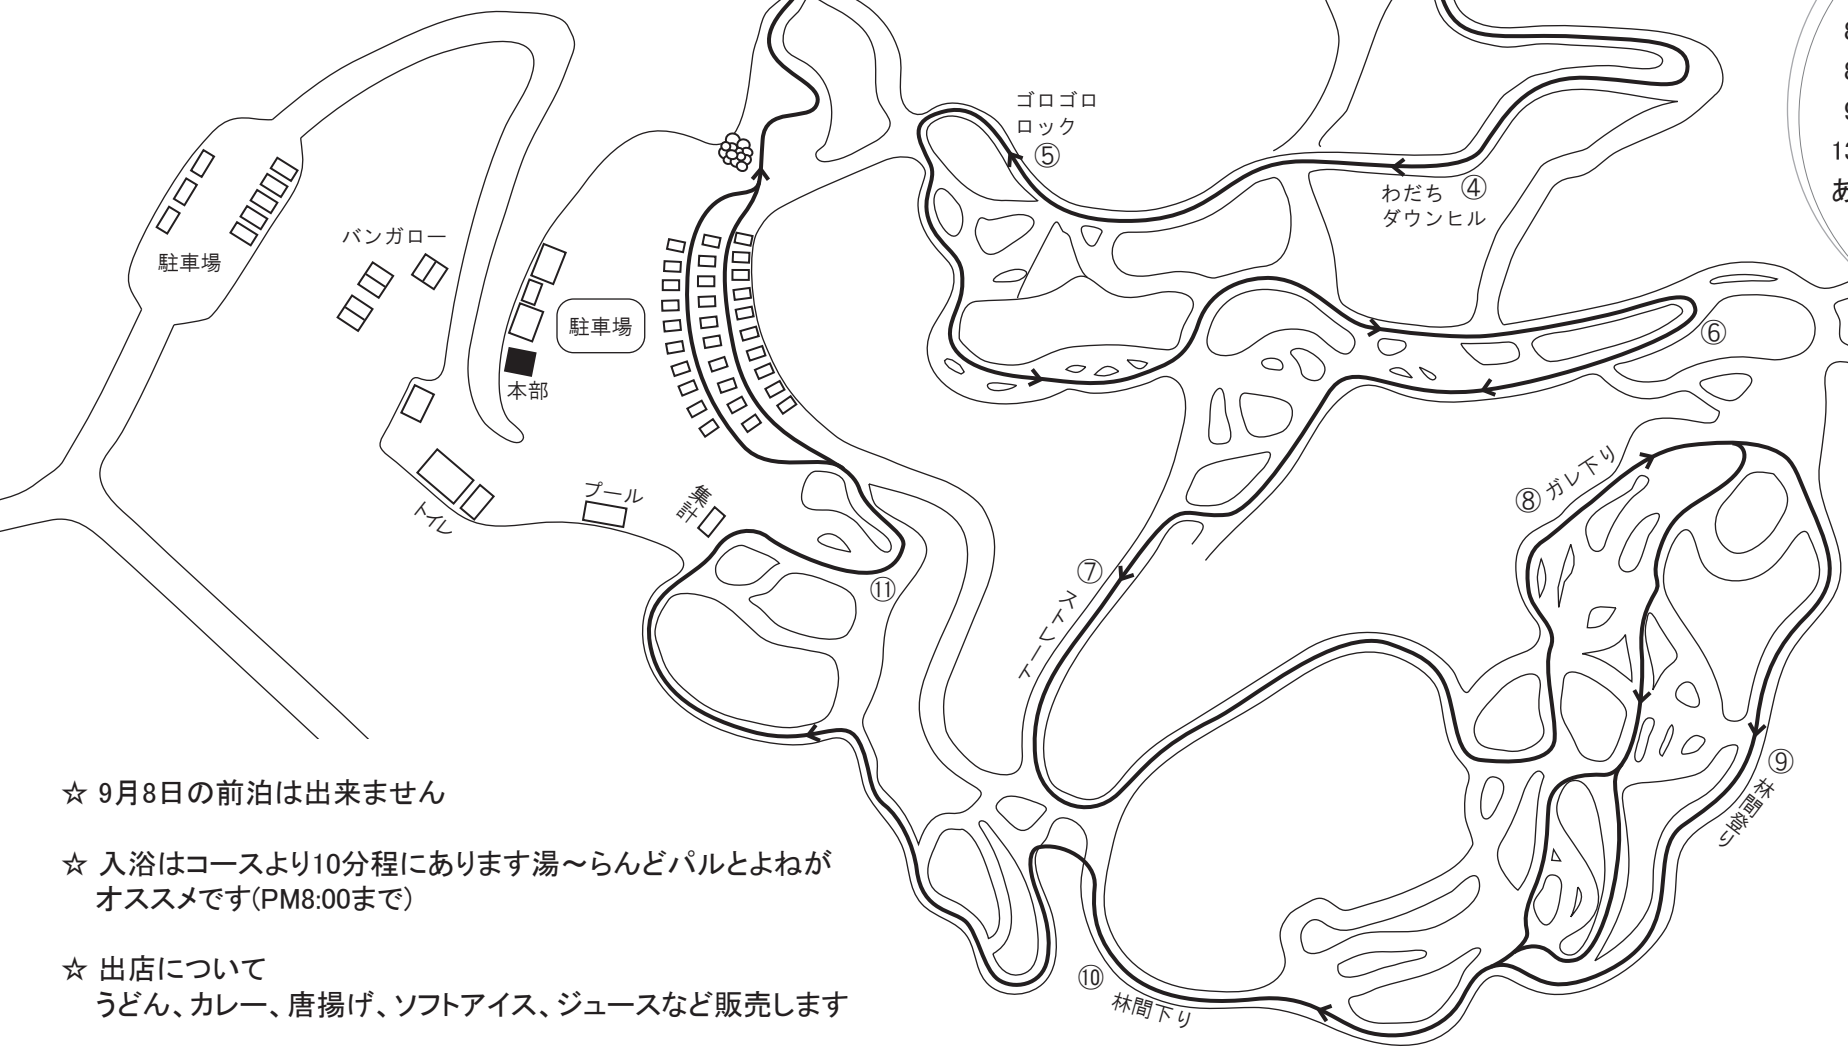 8
8
9
13
あ
ゴロゴロ
ロック
⑤
わだち ④
ダウンヒル
バンガロー
駐車場
駐車場
本部
⑥
⑧ ガレ下り
プール
集計
トイレ
⑦ ストレート
⑪
⑨ 林間登り
⑩ 林間下り
☆ 9月8日の前泊は出来ません
☆ 入浴はコースより10分程にあります湯～らんどパルとよねが
オススメです(PM8:00まで)
☆ 出店について
うどん、カレー、唐揚げ、ソフトアイス、ジュースなど販売します